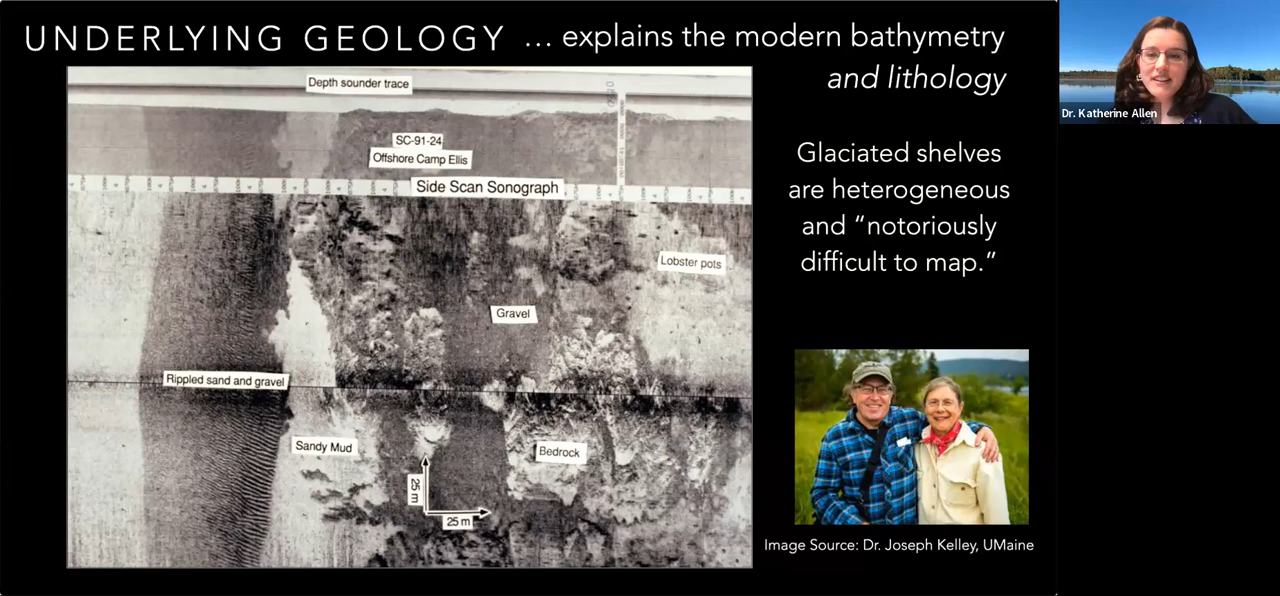 UNDERLYING GEOLOGY ... explains the modern bathymetry
and lithology
Dr. Katherine Allen
Depth sounder trace
SC-91-24
Offshore Camp Ellis
Side Scan Sonograph
Glaciated shelves
are heterogeneous
and “notoriously
difficult to map.”
Lobster pots
Gravel
Rippled sand and gravel
Sandy Mud
Bedrock
25 m
25 m
Image Source: Dr. Joseph Kelley, UMaine